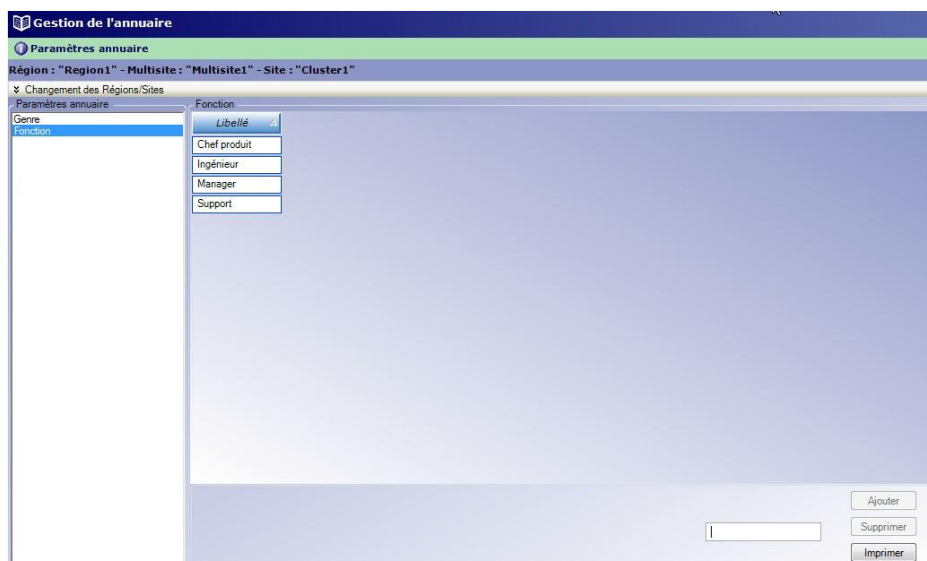 Gestion de l'annuaire
Paramètres annuaire
Région : "Region1" - Multisite : "Multisite1" - Site : "Cluster1"
Changement des Régions/Sites
Paramètres annuaire
Genre
Fonction
Fonction
Libellé
Chef produit
Ingénieur
Manager
Support
Ajouter
Supprimer
Imprimer